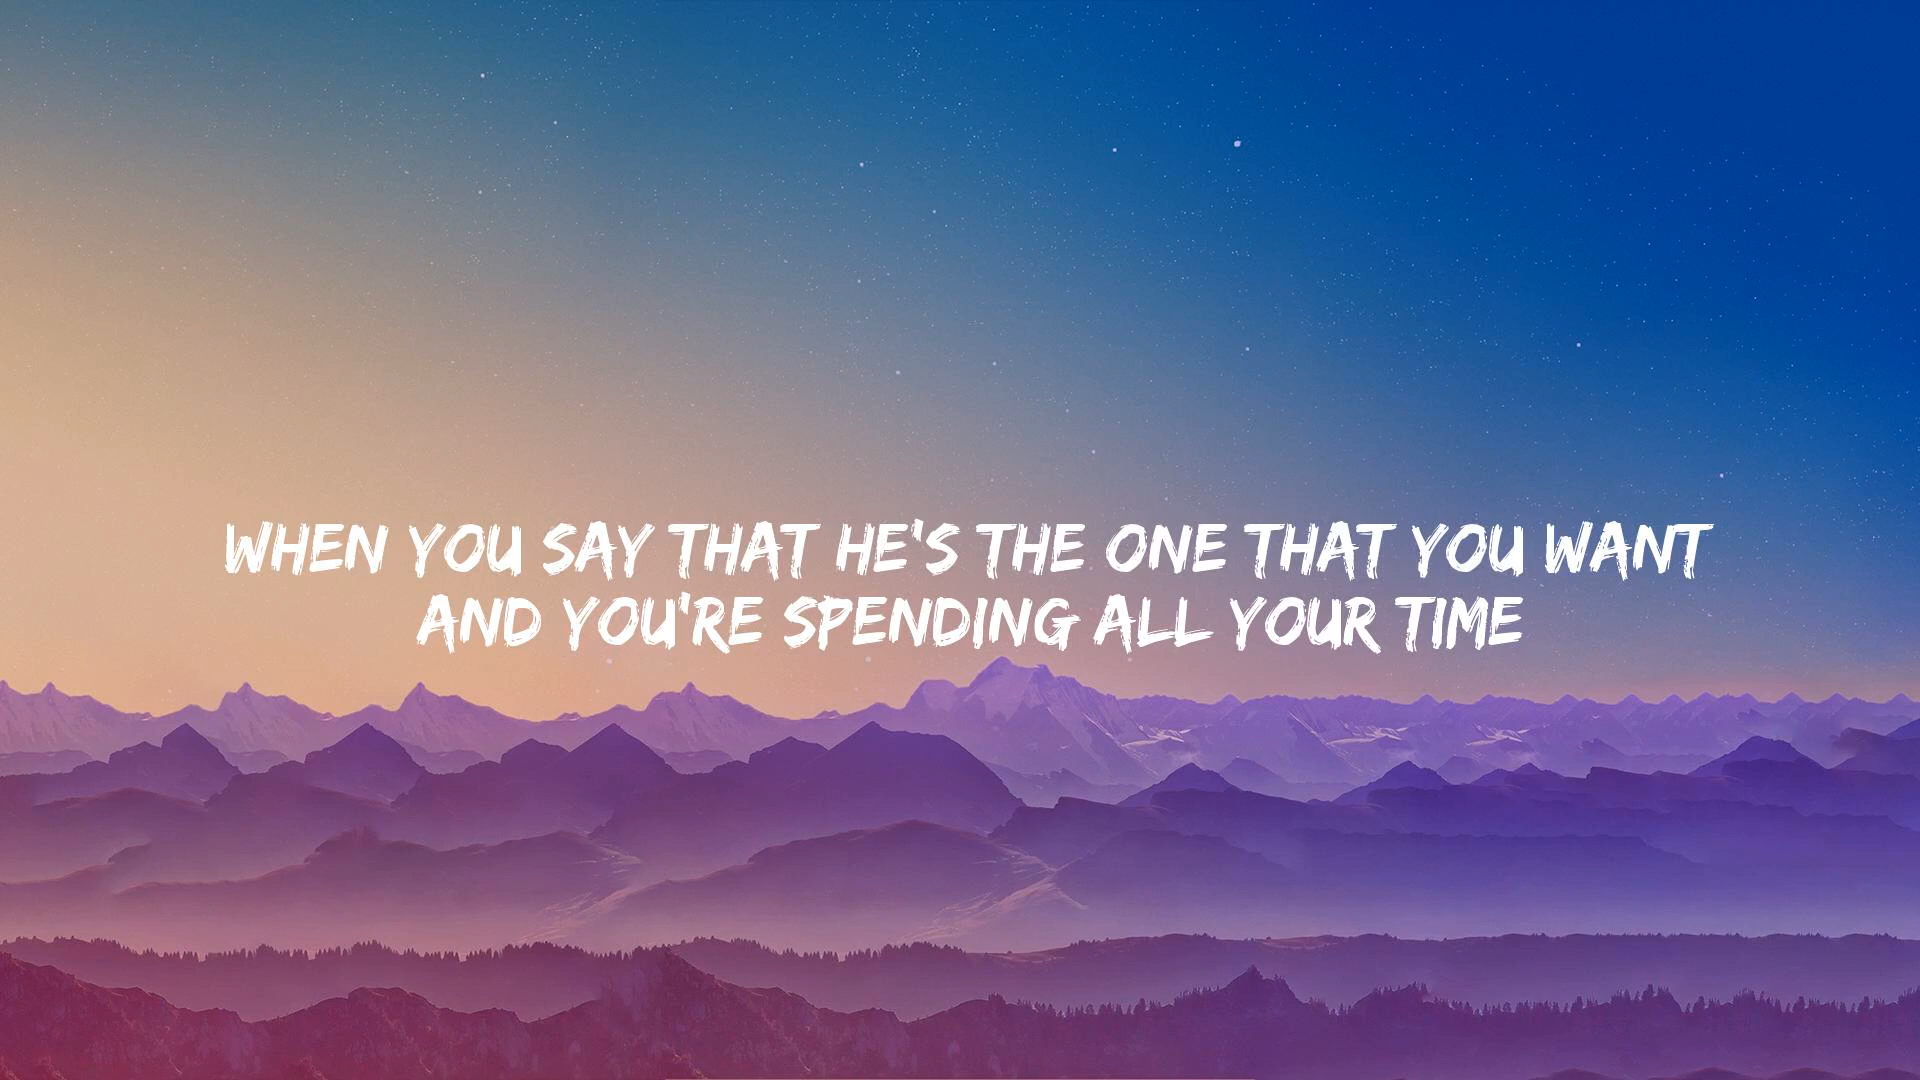 WHEN YOU SAY THAT HE'S THE ONE THAT YOU WANT
AND YOU'RE SPENDING ALL YOUR TIME